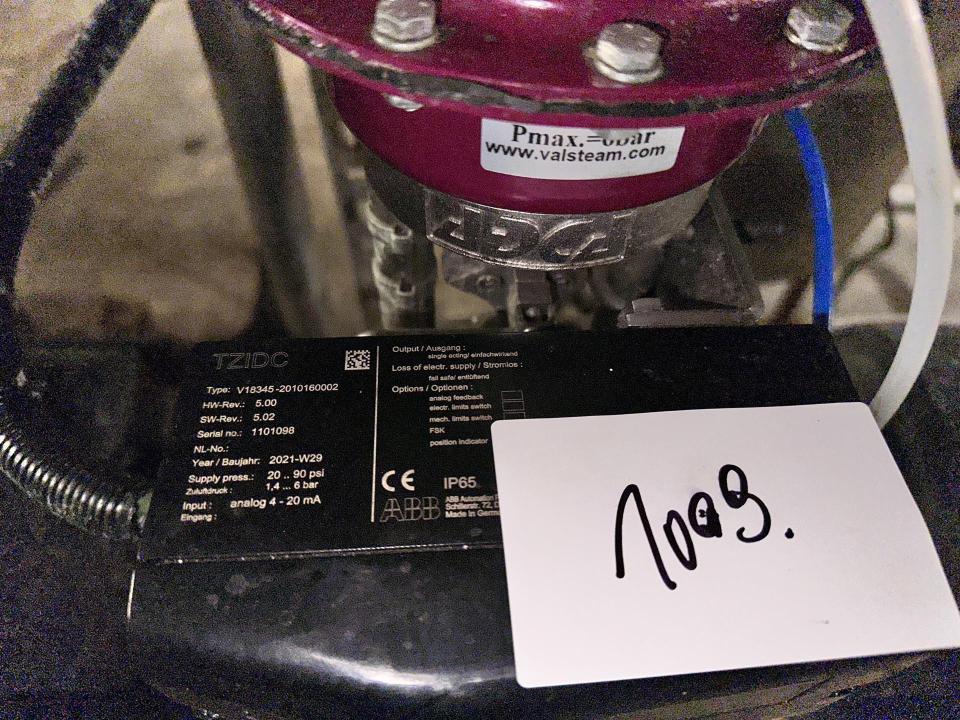 Pmax.=6bar
www.valsteam.com
ADCA
TZIDC
Type: V18345-2010160002
HW-Rev.: 5.00
SW-Rev.: 5.02
Serial no.: 1101098
NL-No.:
Year / Baujahr: 2021-W29
Supply press.: 20 .. 90 psi
Zuluftdruck : 1,4 ... 6 bar
Input : analog 4 - 20 mA
Eingang :
Output / Ausgang :
single acting/ einfachwirkend
Loss of electr. supply / Stromlos :
fail safe/ entlüftend
Options / Optionen :
analog feedback
electr. limits switch
mech. limits switch
FSK
position indicator
CE IP65
ABB
ABB Automation
Schillerstr. 72,
Made in